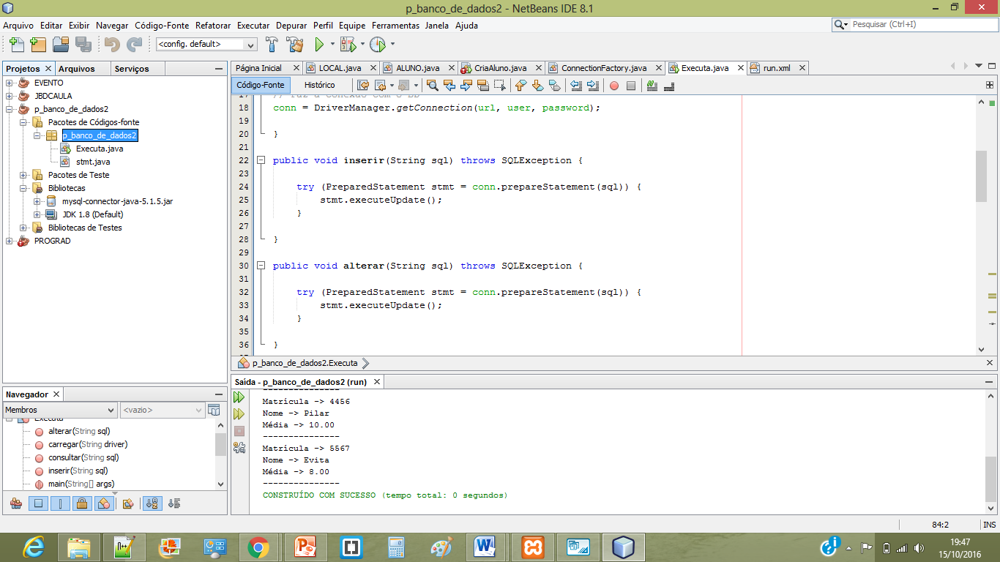 p_banco_de_dados2 - NetBeans IDE 8.1
Arquivo Editar Exibir Navegar Código-Fonte Refatorar Executar Depurar Perfil Equipe Ferramentas Janela Ajuda
Pesquisar (Ctrl+I)
<config. default>
Projetos Arquivos Serviços
EVENTO
JBDCAULA
p_banco_de_dados2
Pacotes de Códigos-fonte
p_banco_de_dados2
Executa.java
stmt.java
Pacotes de Teste
Bibliotecas
mysql-connector-java-5.1.5.jar
JDK 1.8 (Default)
Bibliotecas de Testes
PROGRAD
Navegador
Membros <vazio>
Executa
alterar(String sql)
carregar(String driver)
consultar(String sql)
inserir(String sql)
main(String[] args)
Página Inicial LOCAL.java ALUNO.java CriaAluno.java ConnectionFactory.java Executa.java run.xml
Código-Fonte Histórico
17 // faz a conexão com o BD
18 conn = DriverManager.getConnection(url, user, password);
19
20 }
21
22 public void inserir(String sql) throws SQLException {
23
24 try (PreparedStatement stmt = conn.prepareStatement(sql)) {
25 stmt.executeUpdate();
26 }
27
28 }
29
30 public void alterar(String sql) throws SQLException {
31
32 try (PreparedStatement stmt = conn.prepareStatement(sql)) {
33 stmt.executeUpdate();
34 }
35
36 }
p_banco_de_dados2.Executa
Saída - p_banco_de_dados2 (run)
---------------
Matrícula -> 4456
Nome -> Pilar
Média -> 10.00
---------------
Matrícula -> 5567
Nome -> Evita
Média -> 8.00
---------------
CONSTRUÍDO COM SUCESSO (tempo total: 0 segundos)
84:2 INS
19:47
15/10/2016